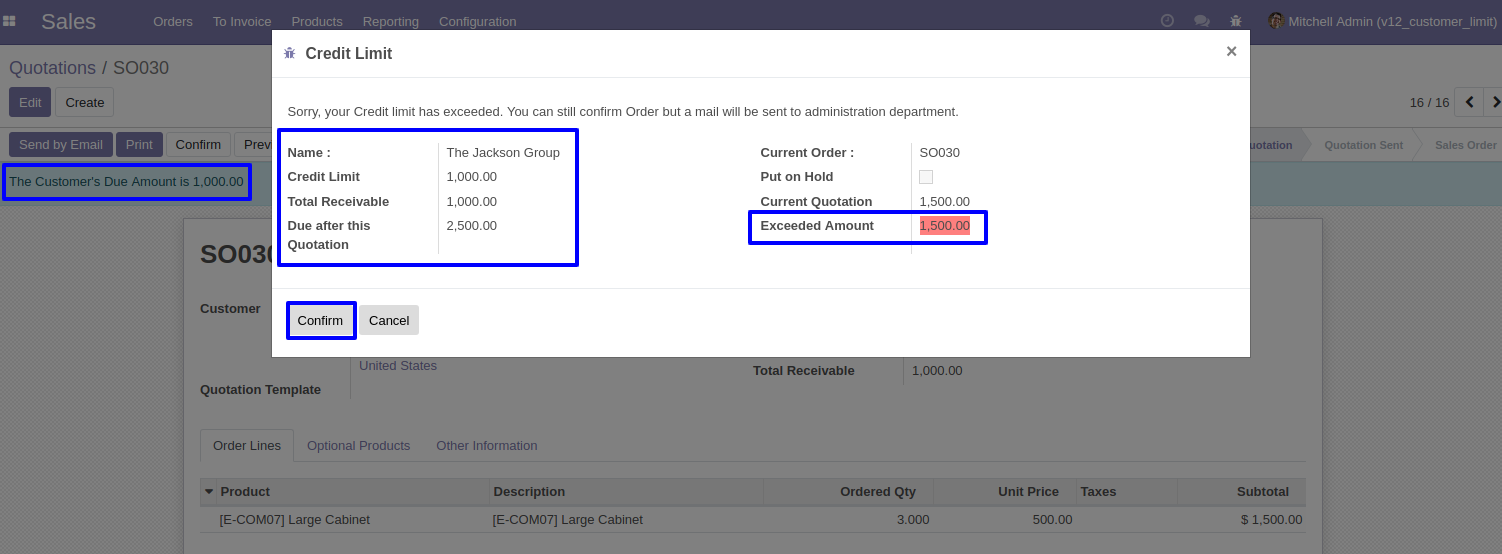 Sales Orders To Invoice Products Reporting Configuration Mitchell Admin (v12_customer_limit)
Credit Limit ×
Quotations / SO030
Edit Create 16 / 16
Sorry, your Credit limit has exceeded. You can still confirm Order but a mail will be sent to administration department.
Send by Email Print Confirm Quotation Sent Sales Order
The Customer's Due Amount is 1,000.00
Name : The Jackson Group Current Order : SO030
Credit Limit 1,000.00 Put on Hold
Total Receivable 1,000.00 Current Quotation 1,500.00
Due after this 2,500.00 Exceeded Amount 1,500.00
Quotation
SO030
Customer
Confirm Cancel
United States
Total Receivable 1,000.00
Quotation Template
Order Lines Optional Products Other Information
Product Description Ordered Qty Unit Price Taxes Subtotal
[E-COM07] Large Cabinet [E-COM07] Large Cabinet 3.000 500.00 $ 1,500.00